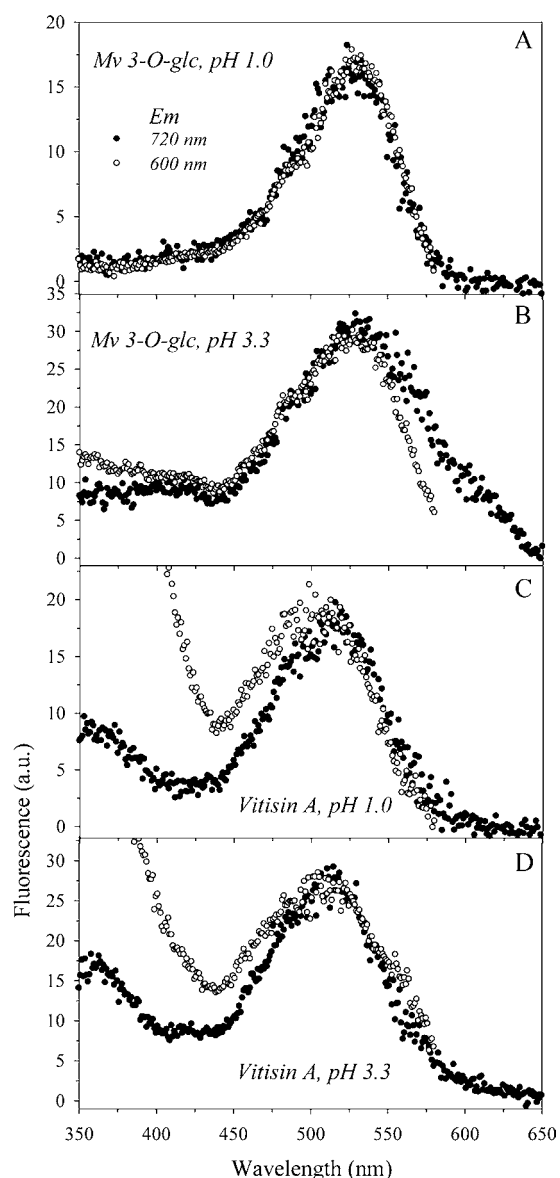 20
A
Mv 3-O-glc, pH 1.0
15
Em
720 nm
600 nm
10
5
0
35
B
30
Mv 3-O-glc, pH 3.3
25
20
15
10
5
0
C
20
15
10
5
Vitisin A, pH 1.0
0
D
30
25
20
15
10
5
Vitisin A, pH 3.3
0
Fluorescence (a.u.)
350 400 450 500 550 600 650
Wavelength (nm)